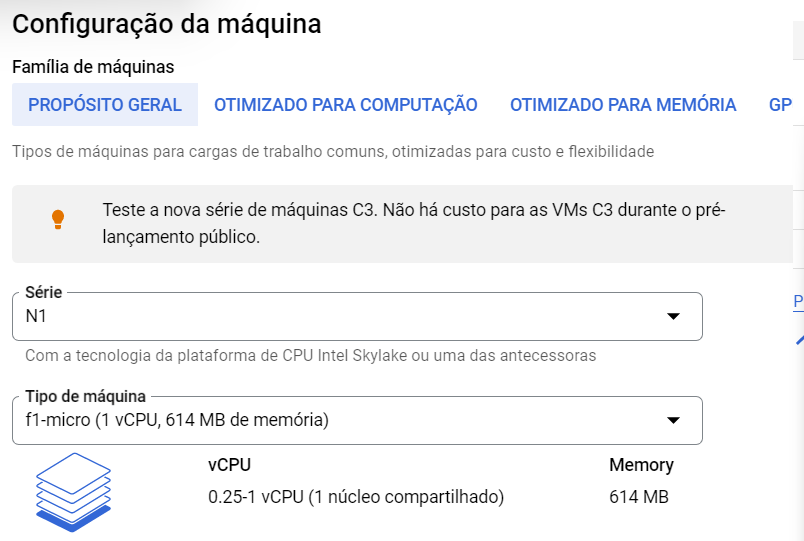 Configuração da máquina
Família de máquinas
PROPÓSITO GERAL OTIMIZADO PARA COMPUTAÇÃO OTIMIZADO PARA MEMÓRIA GP
Tipos de máquinas para cargas de trabalho comuns, otimizadas para custo e flexibilidade
Teste a nova série de máquinas C3. Não há custo para as VMs C3 durante o pré-
lançamento público.
Série
N1
P
Com a tecnologia da plataforma de CPU Intel Skylake ou uma das antecessoras
Tipo de máquina
f1-micro (1 vCPU, 614 MB de memória)
vCPU Memory
0.25-1 vCPU (1 núcleo compartilhado) 614 MB